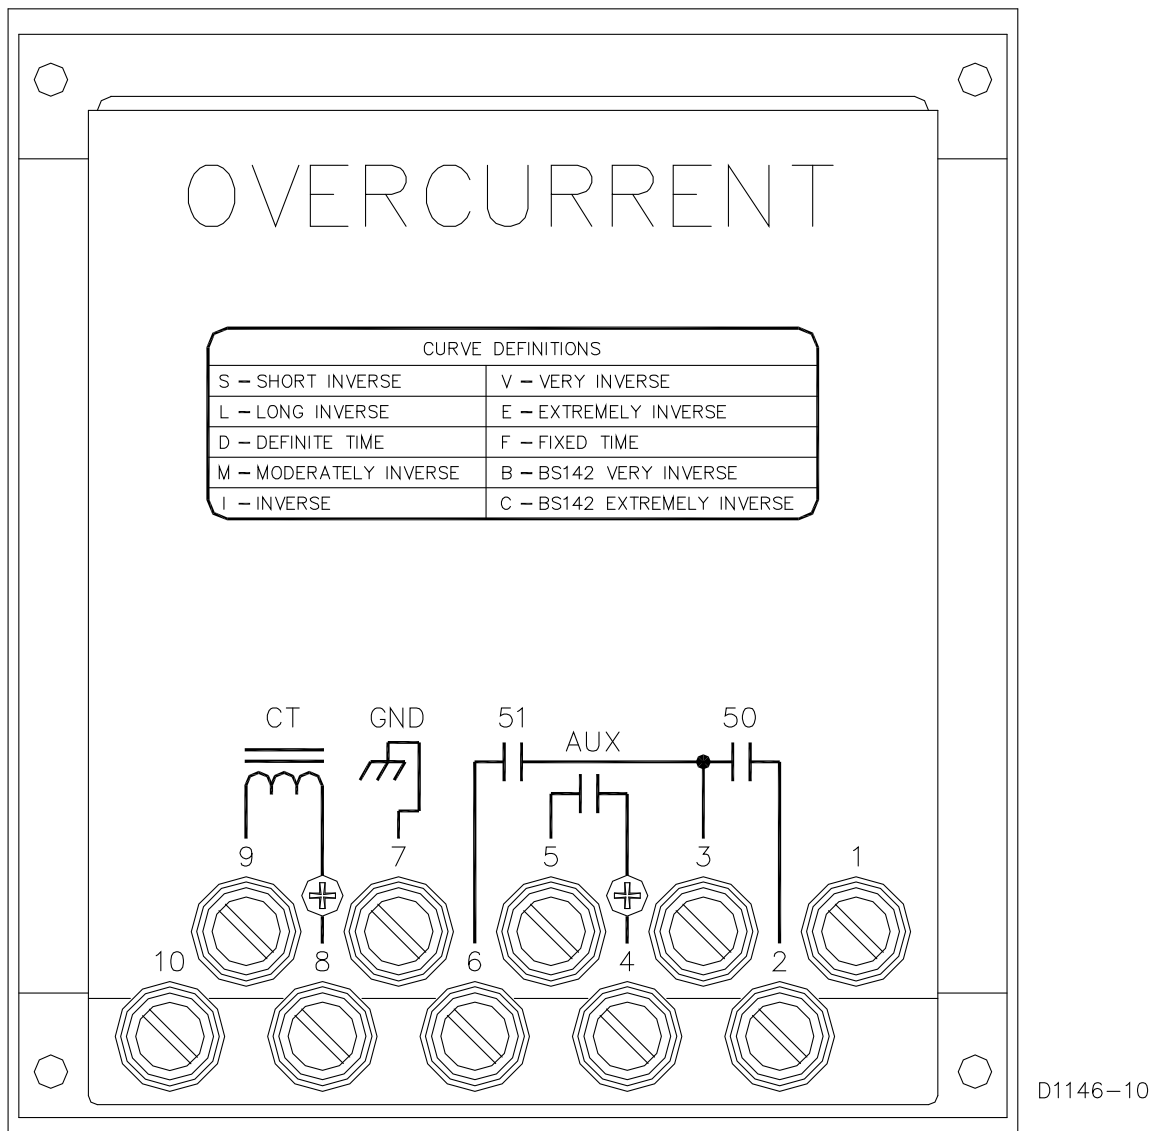 OVERCURRENT
CURVE DEFINITIONS
S – SHORT INVERSE V – VERY INVERSE
L – LONG INVERSE E – EXTREMELY INVERSE
D – DEFINITE TIME F – FIXED TIME
M – MODERATELY INVERSE B – BS142 VERY INVERSE
I – INVERSE C – BS142 EXTREMELY INVERSE
CT GND 51 50
AUX
9 7 5 3 1
10 8 6 4 2
D1146–10